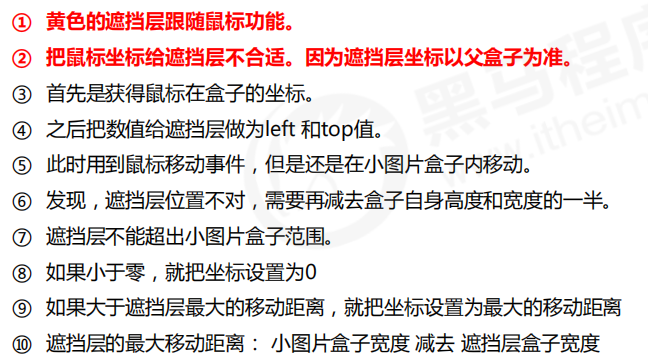 ① 黄色的遮挡层跟随鼠标功能。
② 把鼠标坐标给遮挡层不合适。因为遮挡层坐标以父盒子为准。
③ 首先是获得鼠标在盒子的坐标。
④ 之后把数值给遮挡层做为left 和top值。
⑤ 此时用到鼠标移动事件，但是还是在小图片盒子内移动。
⑥ 发现，遮挡层位置不对，需要再减去盒子自身高度和宽度的一半。
⑦ 遮挡层不能超出小图片盒子范围。
⑧ 如果小于零，就把坐标设置为0
⑨ 如果大于遮挡层最大的移动距离，就把坐标设置为最大的移动距离
⑩ 遮挡层的最大移动距离： 小图片盒子宽度 减去 遮挡层盒子宽度
黑马程序
www.itheim